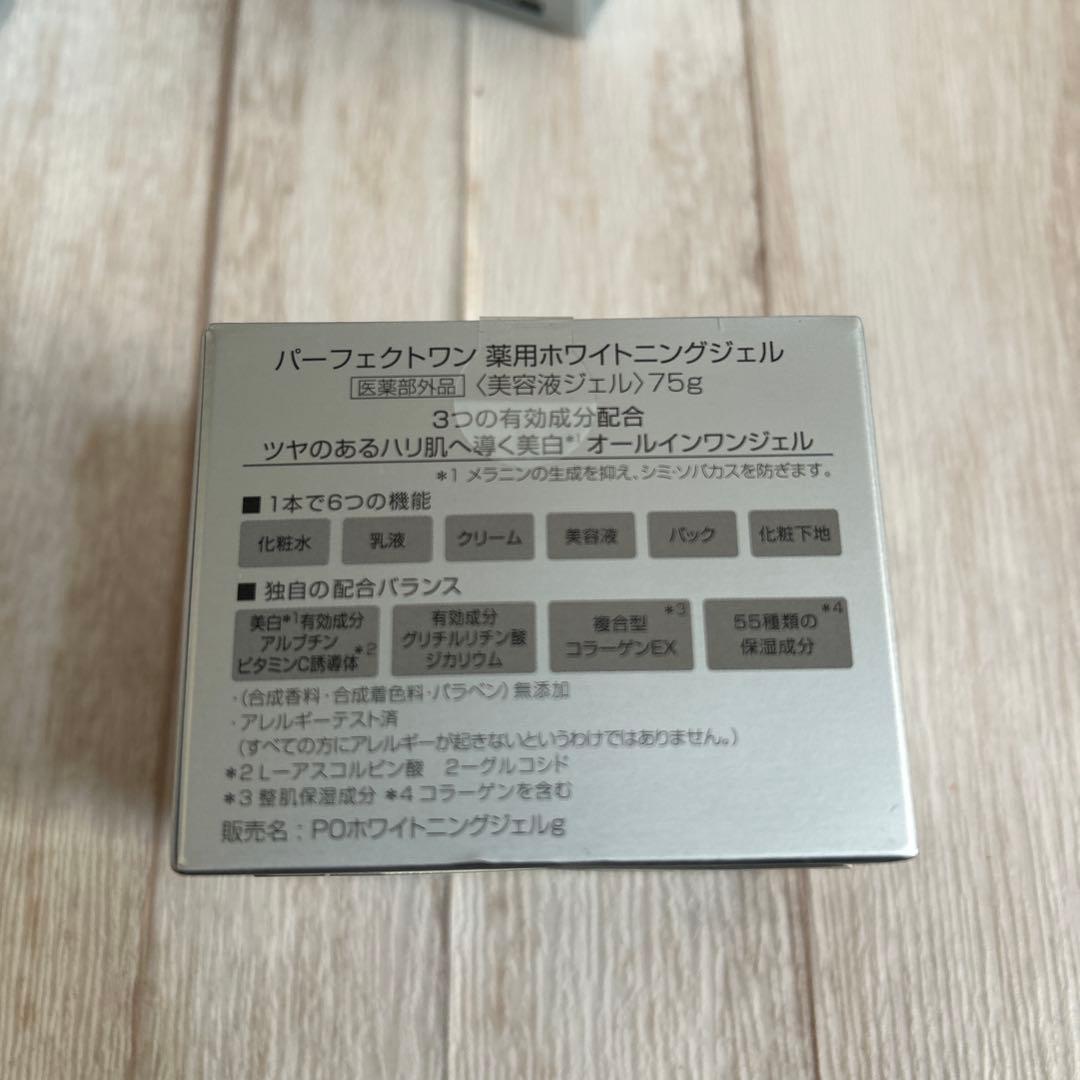 パーフェクトワン 薬用ホワイトニングジェル
医薬部外品 〈美容液ジェル〉75g
3つの有効成分配合
ツヤのあるハリ肌へ導く美白*1 オールインワンジェル
*1 メラニンの生成を抑え、シミ・ソバカスを防ぎます。
■ 1本で6つの機能
化粧水 乳液 クリーム 美容液 パック 化粧下地
■ 独自の配合バランス
美白*1有効成分
アルブチン
ビタミンC誘導体*2
有効成分
グリチルリチン酸
ジカリウム
複合型*3
コラーゲンEX
55種類の*4
保湿成分
・(合成香料・合成着色料・パラベン)無添加
・アレルギーテスト済
(すべての方にアレルギーが起きないというわけではありません。)
*2 L－アスコルビン酸 2－グルコシド
*3 整肌保湿成分 *4 コラーゲンを含む
販売名：POホワイトニングジェルg